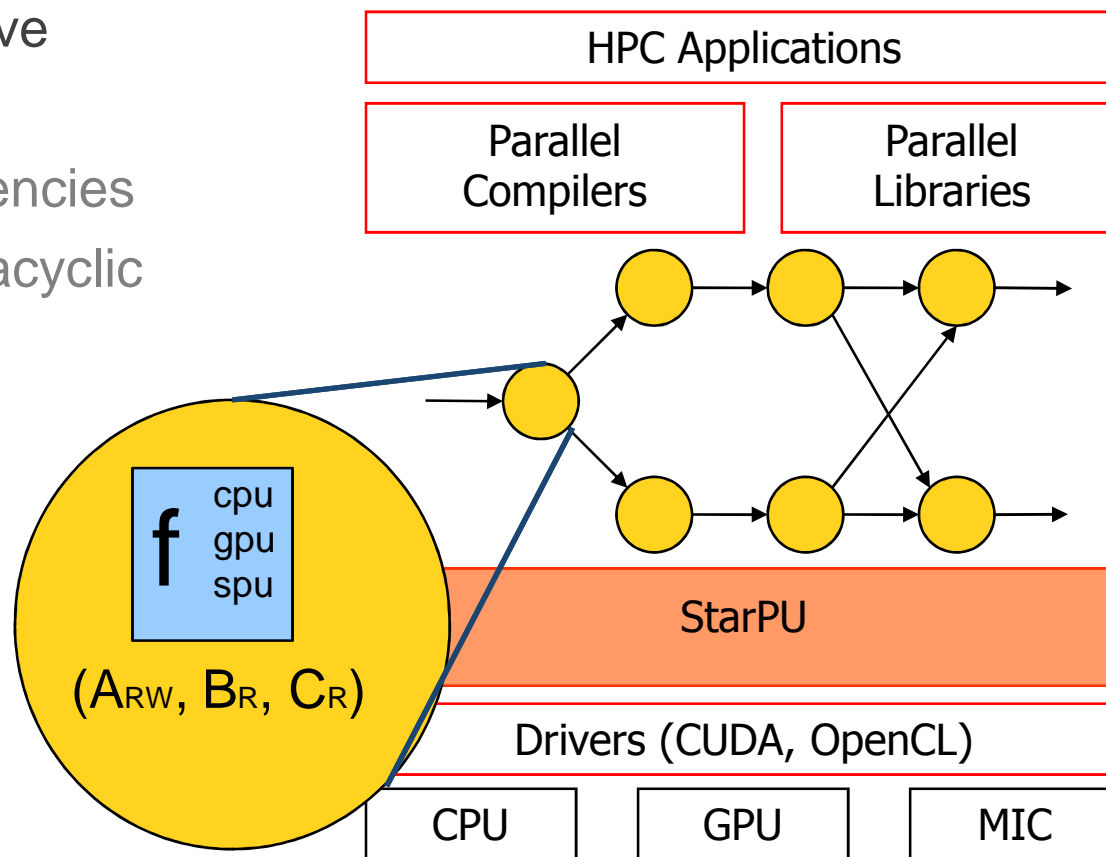 ve
encies
acyclic
HPC Applications
Parallel
Compilers
Parallel
Libraries
f
cpu
gpu
spu
(ARW, BR, CR)
StarPU
Drivers (CUDA, OpenCL)
CPU
GPU
MIC